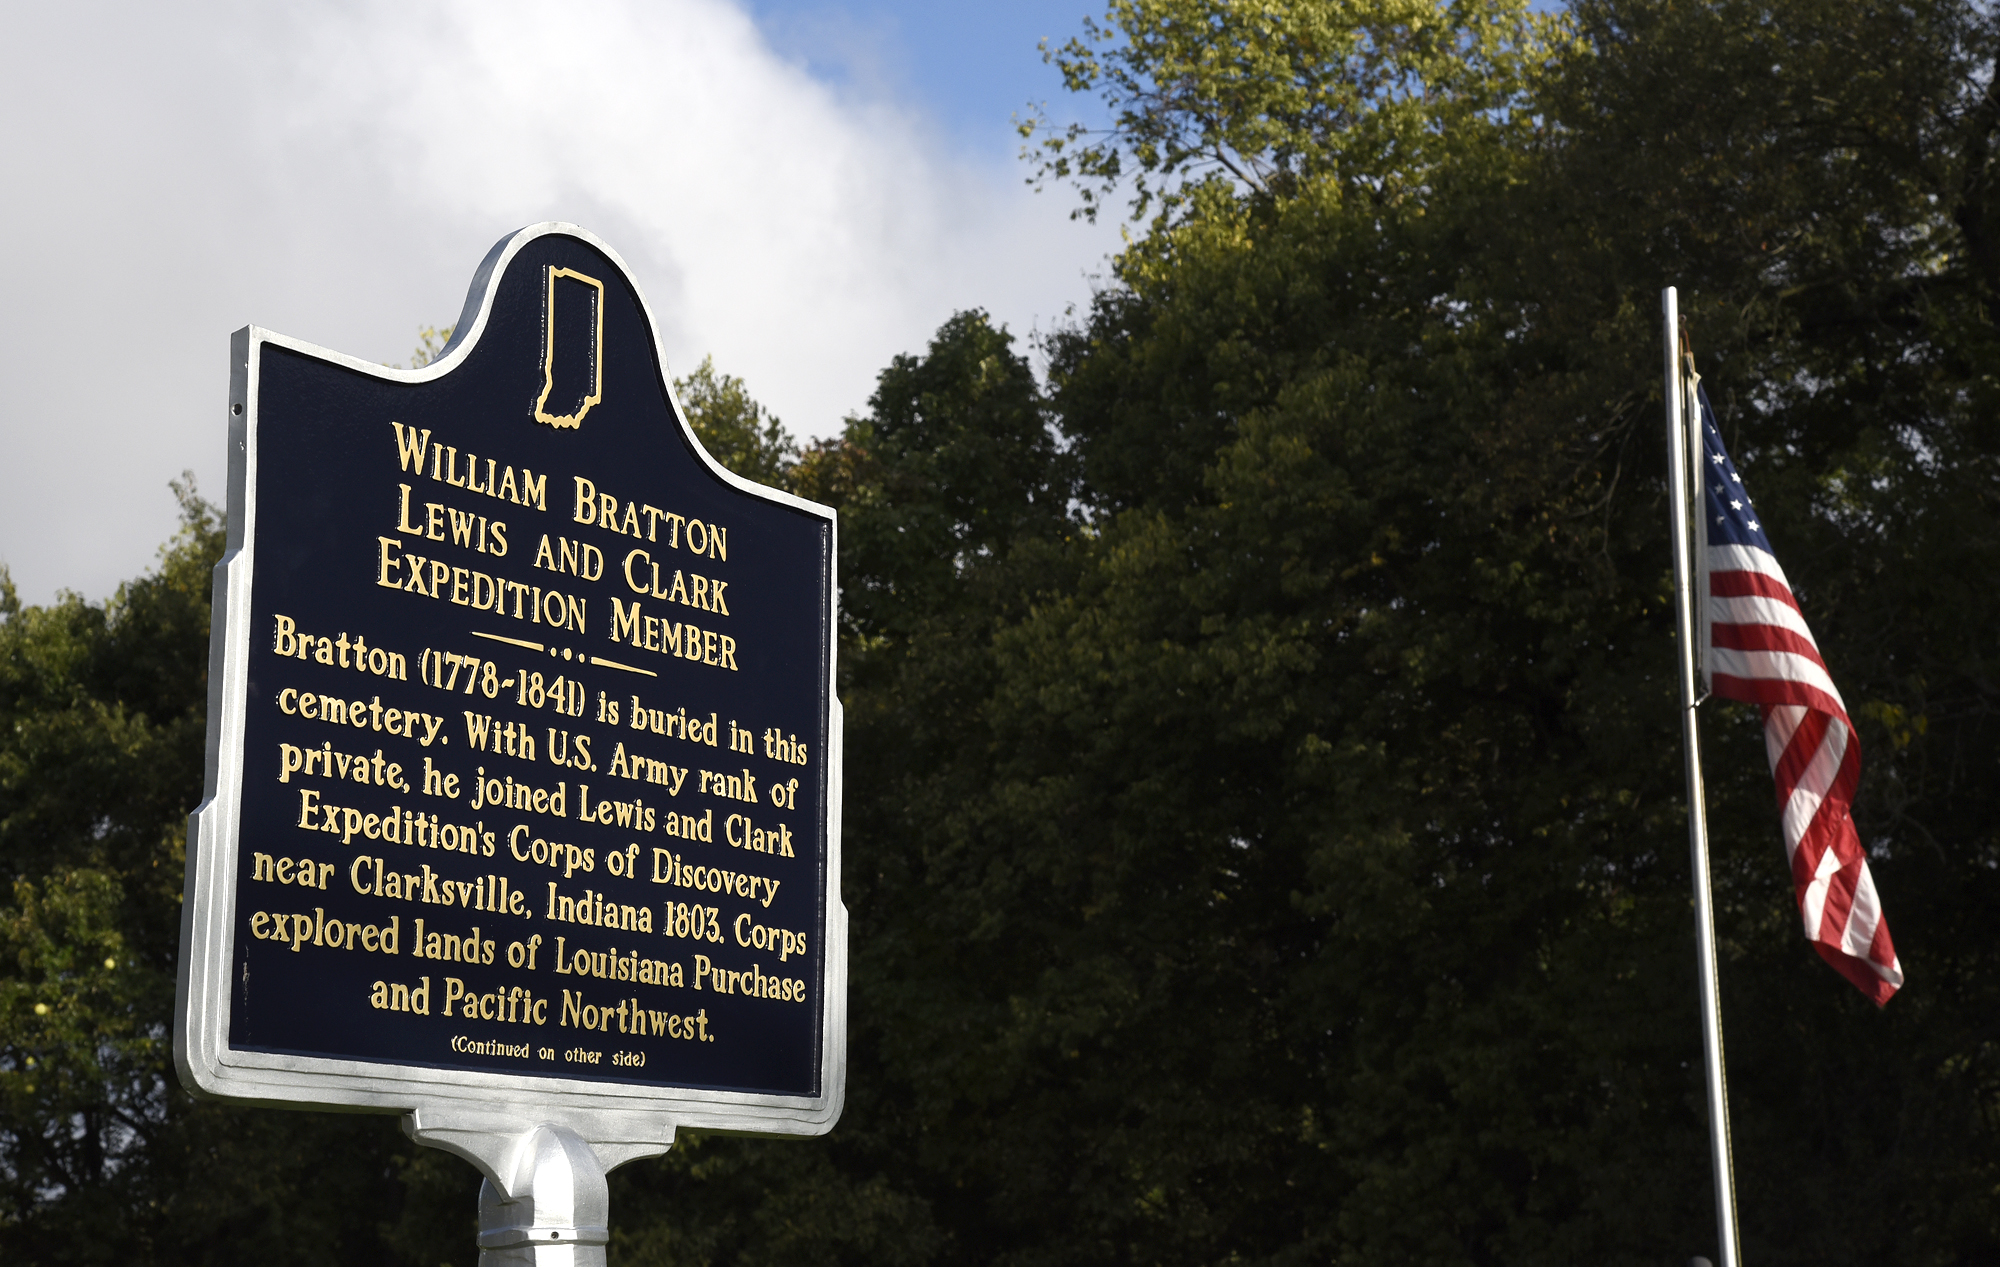 WILLIAM BRATTON
LEWIS AND CLARK
EXPEDITION MEMBER
Bratton (1778~1841) is buried in this
cemetery. With U.S. Army rank of
private, he joined Lewis and Clark
Expedition's Corps of Discovery
near Clarksville, Indiana 1803. Corps
explored lands of Louisiana Purchase
and Pacific Northwest.
(Continued on other side)